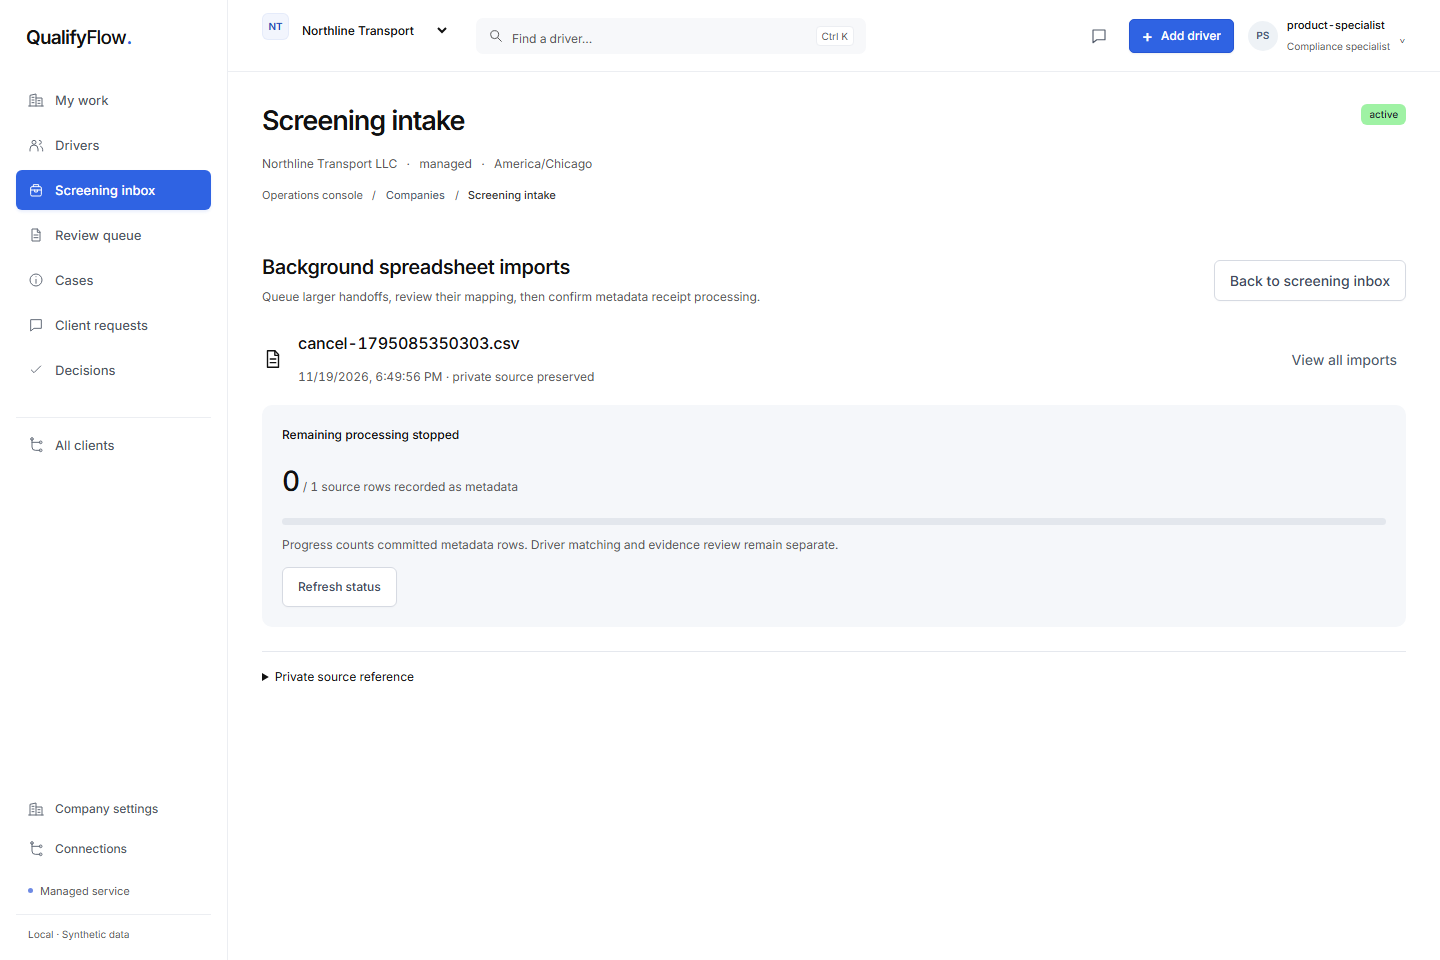 QualifyFlow.
NT
Northline Transport
Find a driver...
Ctrl K
+ Add driver
PS
product-specialist
Compliance specialist
My work
Drivers
Screening inbox
Review queue
Cases
Client requests
Decisions
All clients
Company settings
Connections
Managed service
Local · Synthetic data
Screening intake
active
Northline Transport LLC · managed · America/Chicago
Operations console / Companies / Screening intake
Background spreadsheet imports
Queue larger handoffs, review their mapping, then confirm metadata receipt processing.
Back to screening inbox
cancel-1795085350303.csv
11/19/2026, 6:49:56 PM · private source preserved
View all imports
Remaining processing stopped
0 / 1 source rows recorded as metadata
Progress counts committed metadata rows. Driver matching and evidence review remain separate.
Refresh status
Private source reference